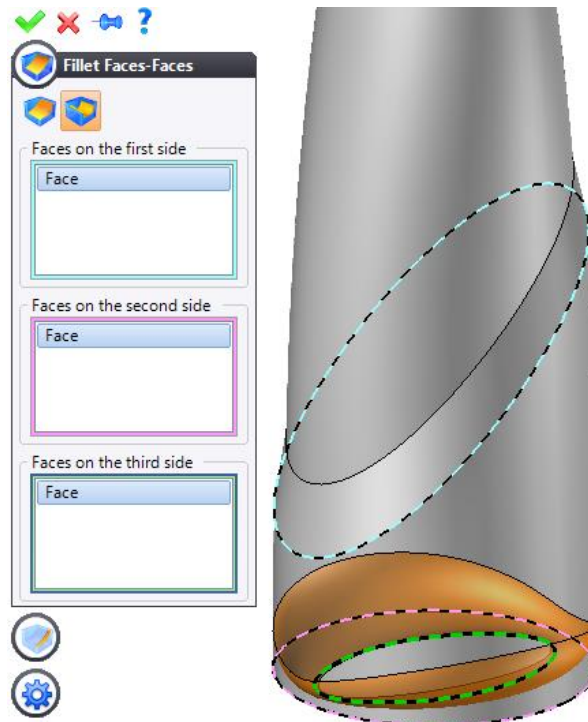 ?
Fillet Faces-Faces
Faces on the first side
Face
Faces on the second side
Face
Faces on the third side
Face